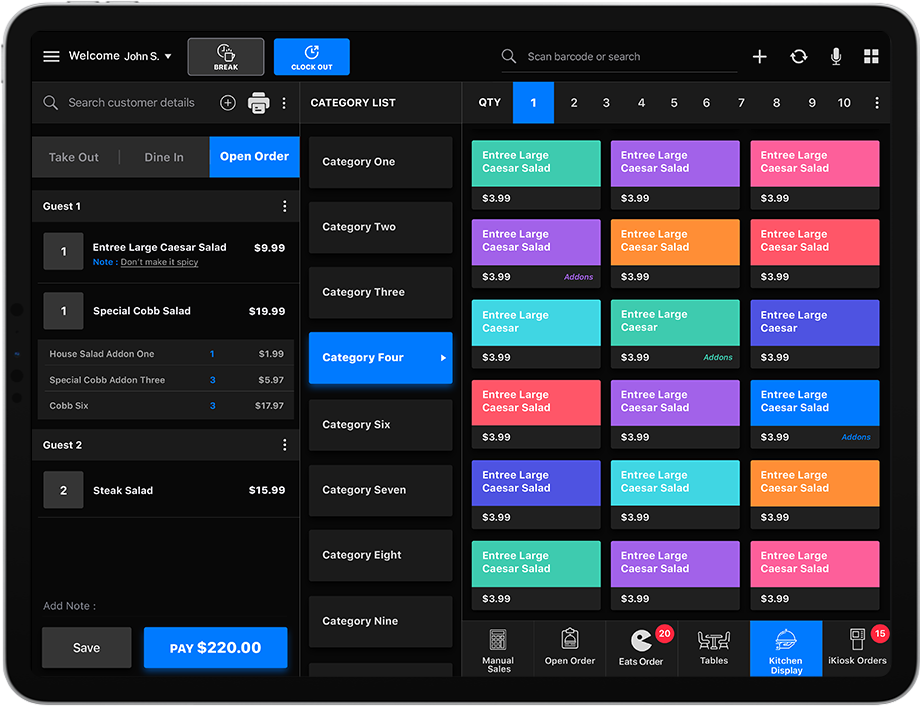 Welcome John S.
BREAK
CLOCK OUT
Scan barcode or search
Search customer details
CATEGORY LIST
QTY 1 2 3 4 5 6 7 8 9 10
Take Out Dine In Open Order
Guest 1
1 Entree Large Caesar Salad $9.99
Note : Don't make it spicy
1 Special Cobb Salad $19.99
House Salad Addon One 1 $1.99
Special Cobb Addon Three 3 $5.97
Cobb Six 3 $17.97
Guest 2
2 Steak Salad $15.99
Add Note :
Save
PAY $220.00
Category One
Category Two
Category Three
Category Four
Category Six
Category Seven
Category Eight
Category Nine
Entree Large Entree Large Entree Large
Caesar Salad Caesar Salad Caesar Salad
$3.99 $3.99 $3.99
Entree Large Entree Large Entree Large
Caesar Salad Caesar Salad Caesar Salad
$3.99 Addons $3.99 $3.99
Entree Large Entree Large Entree Large
Caesar Caesar Caesar
$3.99 $3.99 Addons $3.99
Entree Large Entree Large Entree Large
Caesar Salad Caesar Salad Caesar Salad
$3.99 $3.99 $3.99 Addons
Entree Large Entree Large Entree Large
Caesar Salad Caesar Salad Caesar Salad
$3.99 $3.99 $3.99
Entree Large Entree Large Entree Large
Caesar Salad Caesar Salad Caesar Salad
$3.99 $3.99 $3.99
Manual
Sales
Open Order
20
Eats Order
Tables
Kitchen
Display
15
iKiosk Orders